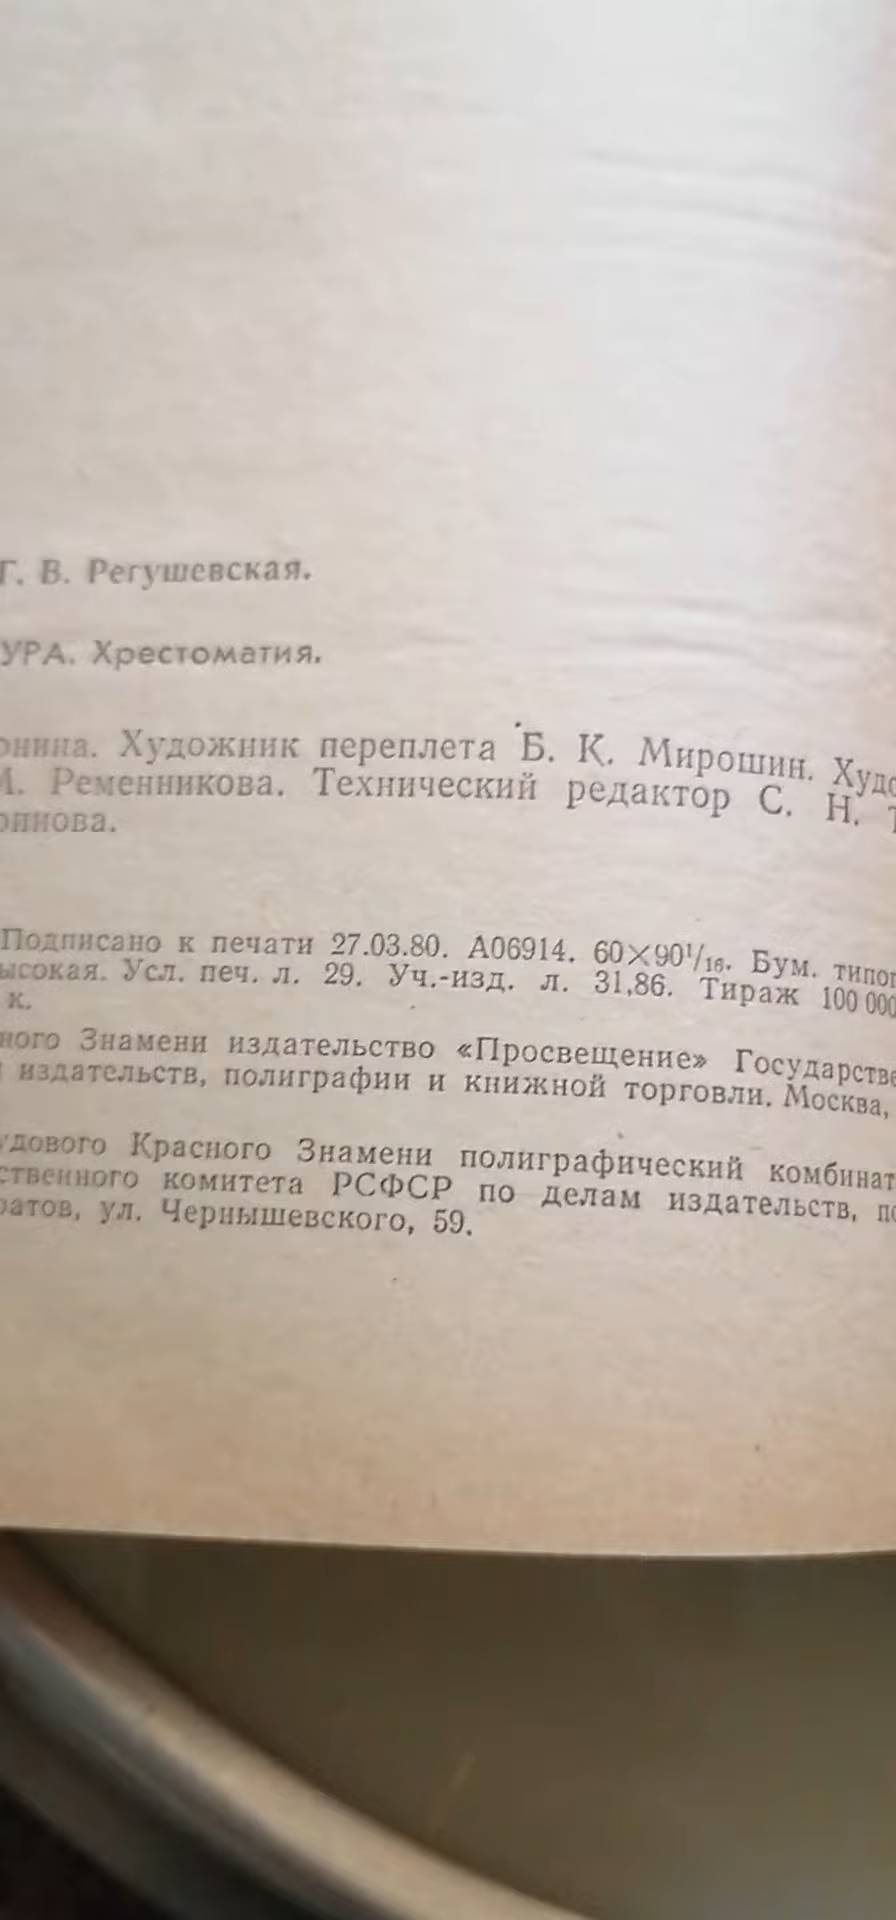 Г. В. Регушевская.
УРА. Хрестоматия.
онина. Художник переплета Б. К. Мирошин. Худо
М. Ременникова. Технический редактор С. Н. Т
оинова.
Подписано к печати 27.03.80. А06914. 60×90¹/₁₆. Бум. типог
ысокая. Усл. печ. л. 29. Уч.-изд. л. 31,86. Тираж 100 000
к.
ного Знамени издательство «Просвещение» Государстве
издательств, полиграфии и книжной торговли. Москва,
удового Красного Знамени полиграфический комбинат
ственного комитета РСФСР по делам издательств, по
ратов, ул. Чернышевского, 59.